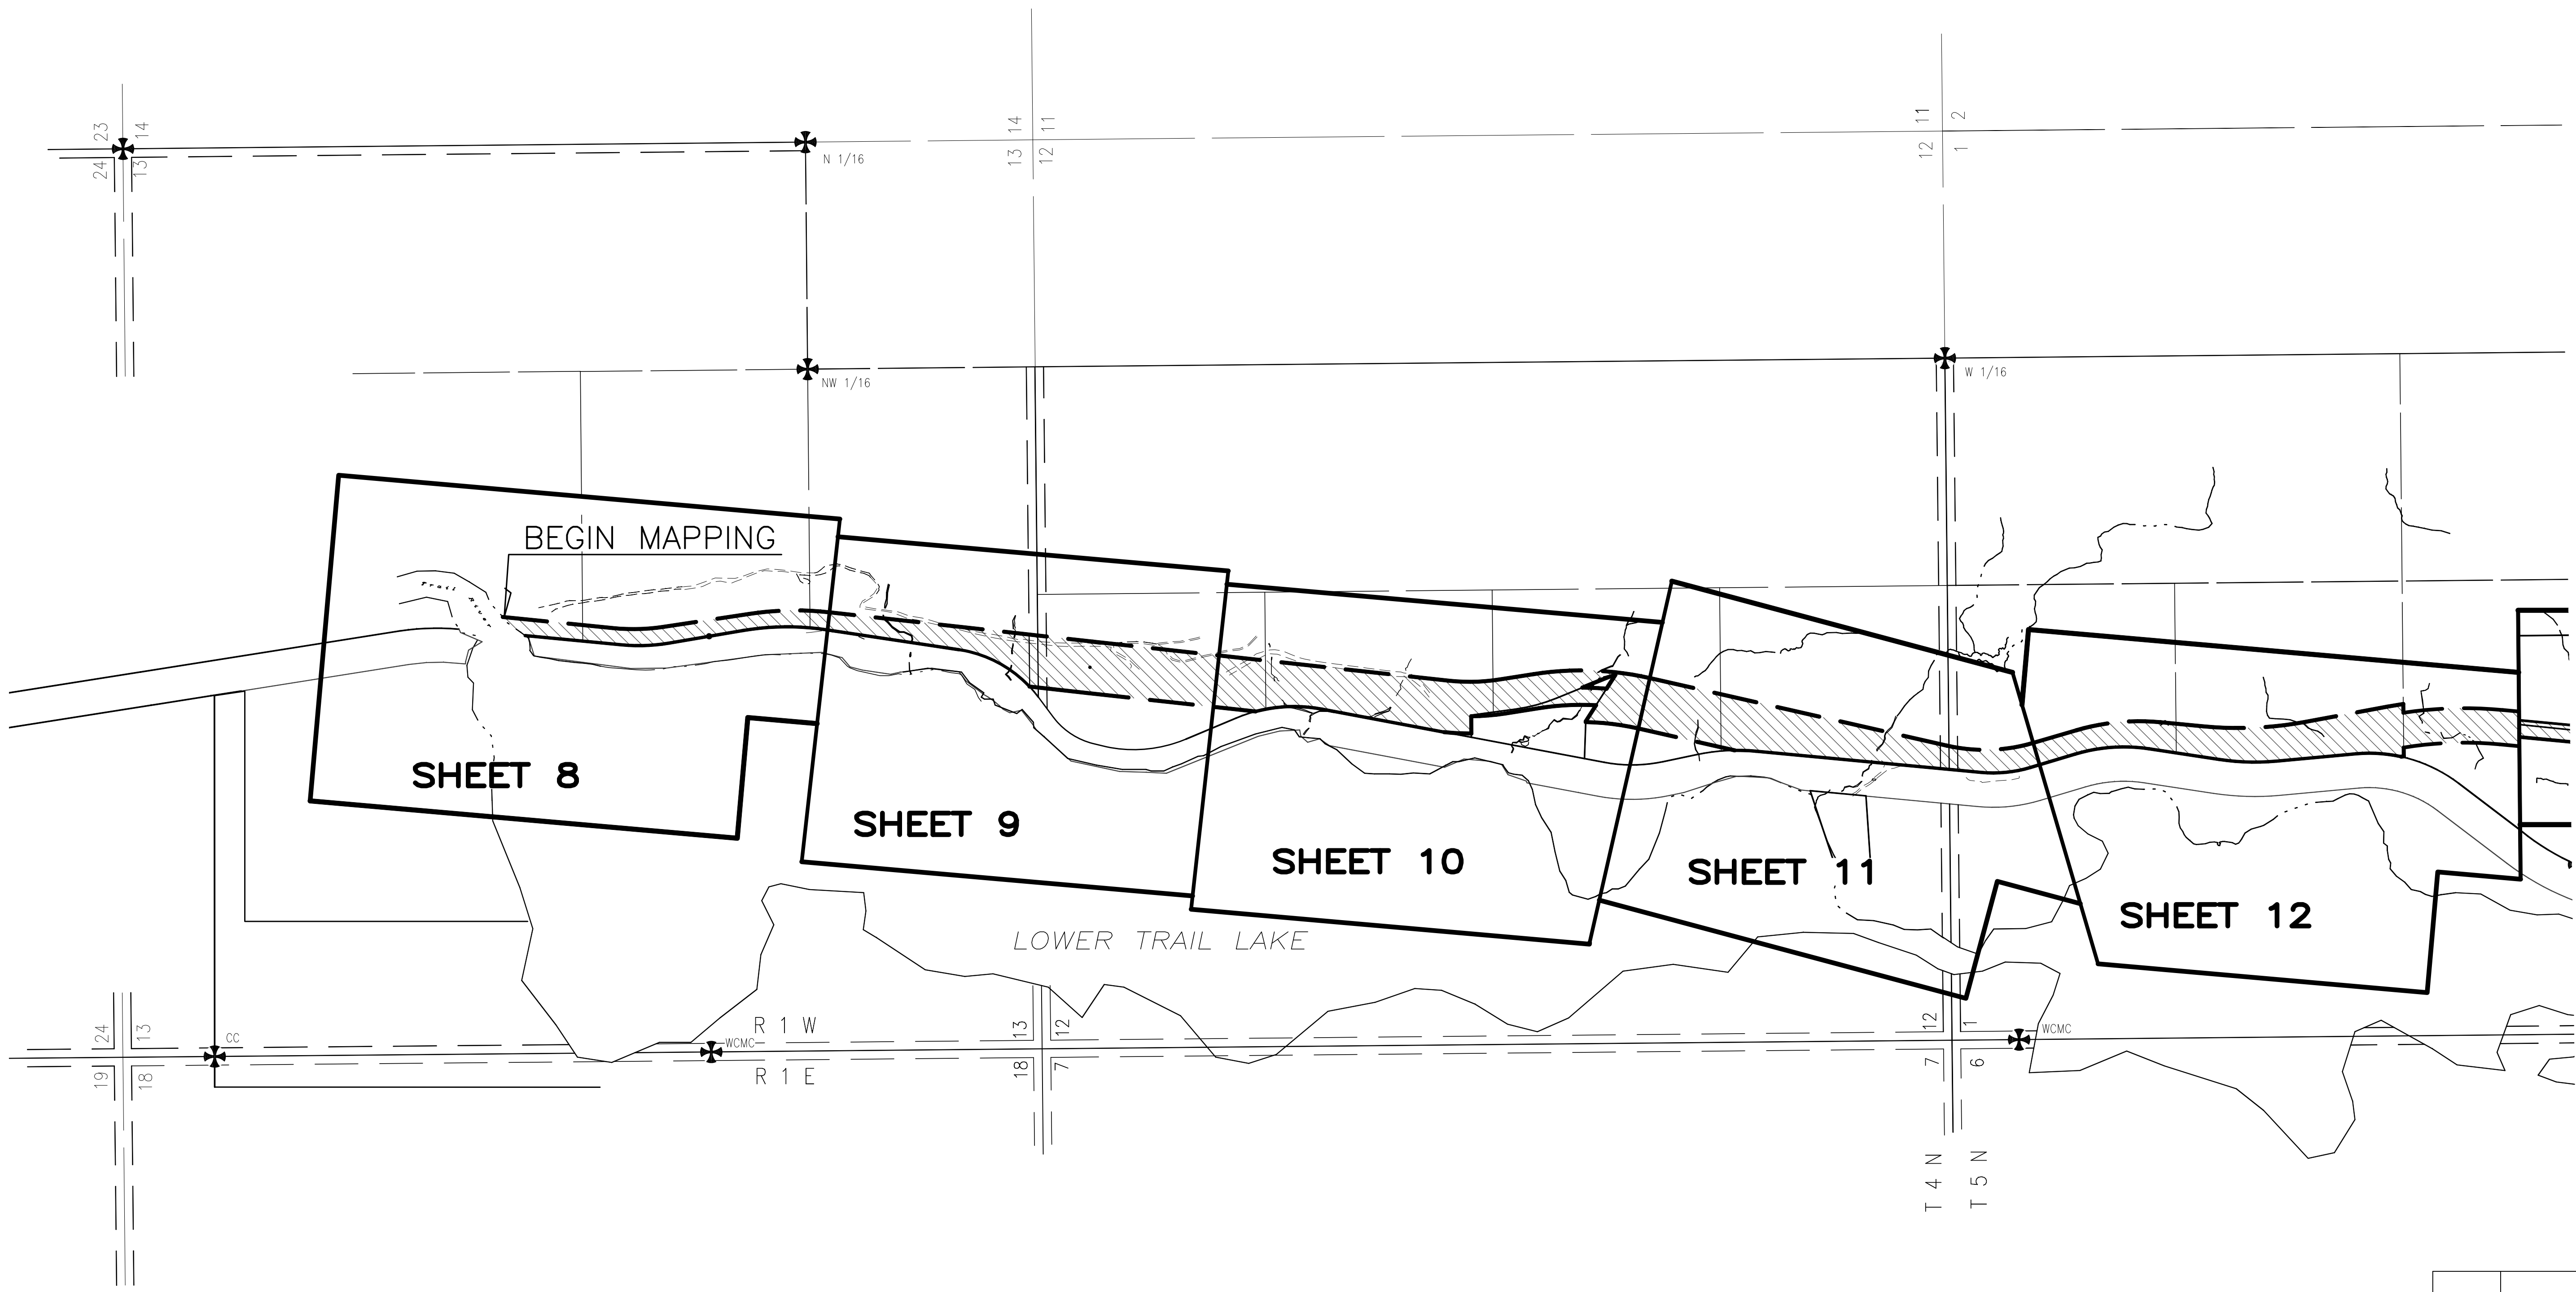 23
14
24
13
14
11
13
12
11
2
12
1
N 1/16
NW 1/16
W 1/16
BEGIN MAPPING
Trail
SHEET 8
SHEET 9
SHEET 10
SHEET 11
SHEET 12
LOWER TRAIL LAKE
24
13
19
18
CC
R 1 W
WCMC
R 1 E
13
12
18
7
12
1
7
6
WCMC
T 4 N
T 5 N